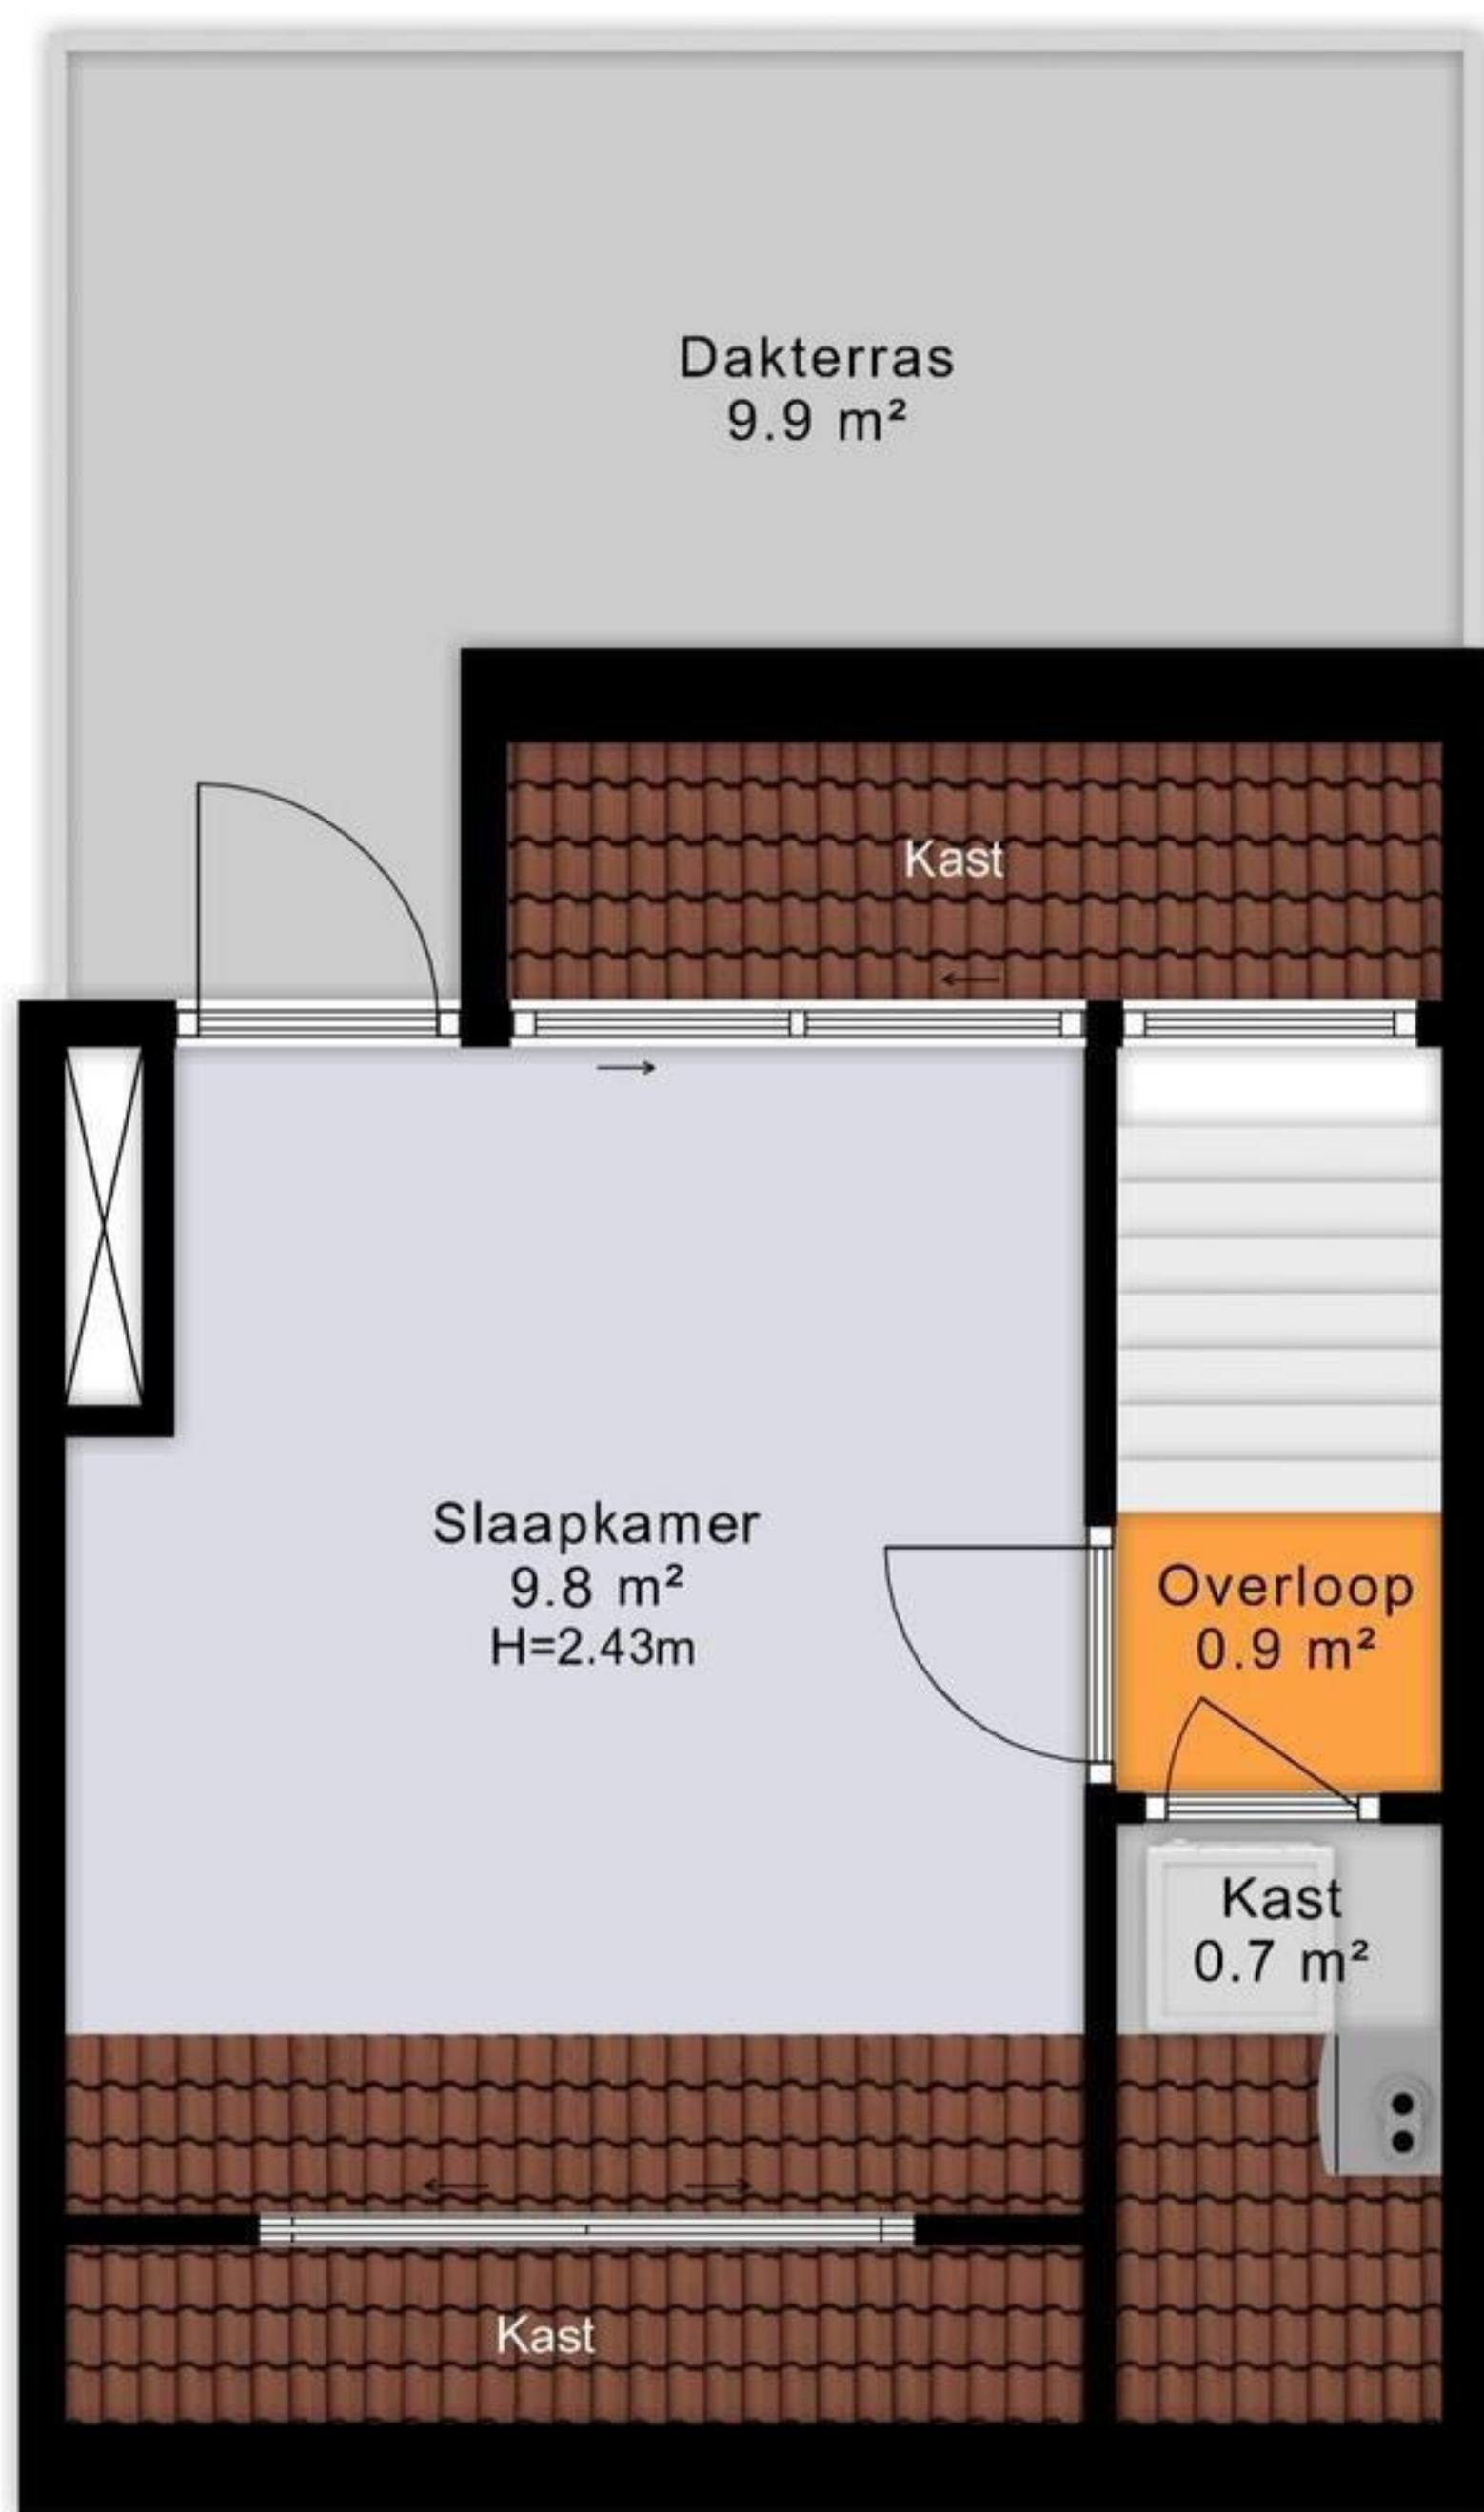 Dakterras
9.9 m²
Kast
Slaapkamer
9.8 m²
H=2.43m
Overloop
0.9 m²
Kast
0.7 m²
Kast